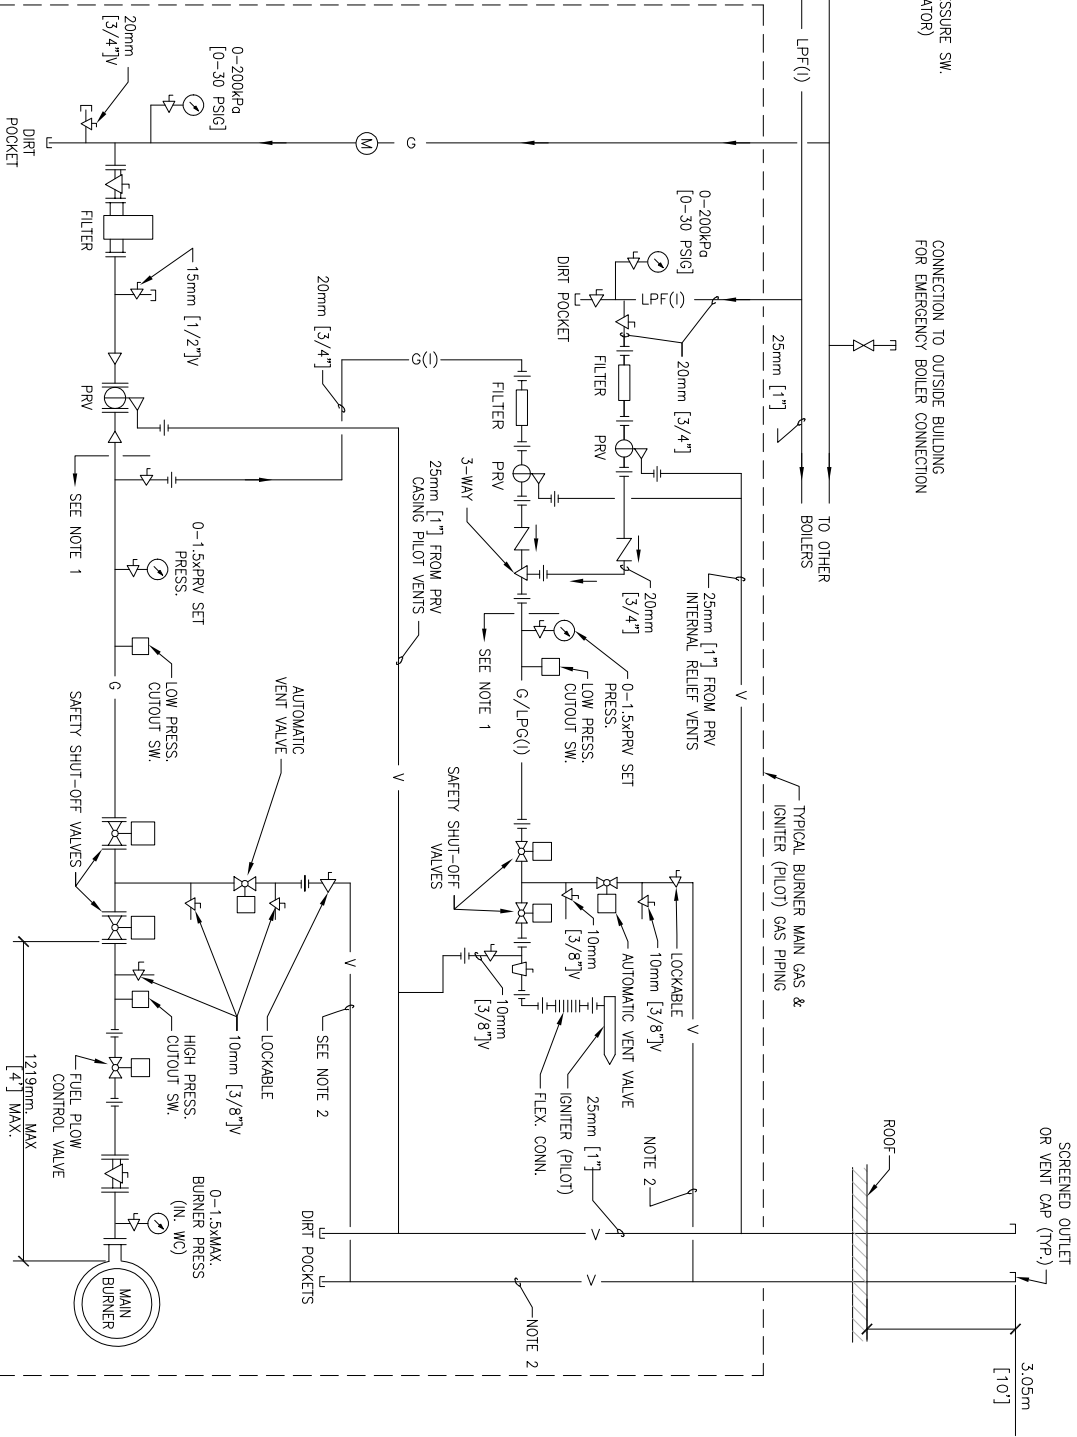 SSURE SW.
ATOR)
LPF(I)
CONNECTION TO OUTSIDE BUILDING
FOR EMERGENCY BOILER CONNECTION
25mm [1"]
TO OTHER
BOILERS
SCREENED OUTLET
OR VENT CAP (TYP.)
ROOF
3.05m
[10']
TYPICAL BURNER MAIN GAS &
IGNITER (PILOT) GAS PIPING
0-200kPa
[0-30 PSIG]
LPF(I)
DIRT POCKET
20mm [3/4"]
FILTER
PRV
20mm
[3/4"]
25mm [1"] FROM PRV
INTERNAL RELIEF VENTS
V
G(I)
FILTER
PRV
3-WAY
SEE NOTE 1
0-1.5xPRV SET
PRESS.
LOW PRESS.
CUTOUT SW.
G/LPG(I)
SAFETY SHUT-OFF
VALVES
LOCKABLE
10mm [3/8"]V
AUTOMATIC VENT VALVE
10mm
[3/8"]V
V
10mm
[3/8"]V
IGNITER (PILOT)
FLEX. CONN.
25mm [1"]
NOTE 2
V
V
NOTE 2
DIRT POCKETS
25mm [1"] FROM PRV
CASING PILOT VENTS
V
20mm [3/4"]
G
M
0-200kPa
[0-30 PSIG]
20mm
[3/4"]V
DIRT
POCKET
FILTER
15mm [1/2"]V
PRV
SEE NOTE 1
0-1.5xPRV SET
PRESS.
LOW PRESS.
CUTOUT SW.
G
AUTOMATIC
VENT VALVE
SAFETY SHUT-OFF VALVES
V
SEE NOTE 2
LOCKABLE
10mm [3/8"]V
HIGH PRESS.
CUTOUT SW.
FUEL PLOW
CONTROL VALVE
1219mm. MAX
[4'] MAX.
0-1.5xMAX.
BURNER PRESS
(IN. WC)
MAIN
BURNER